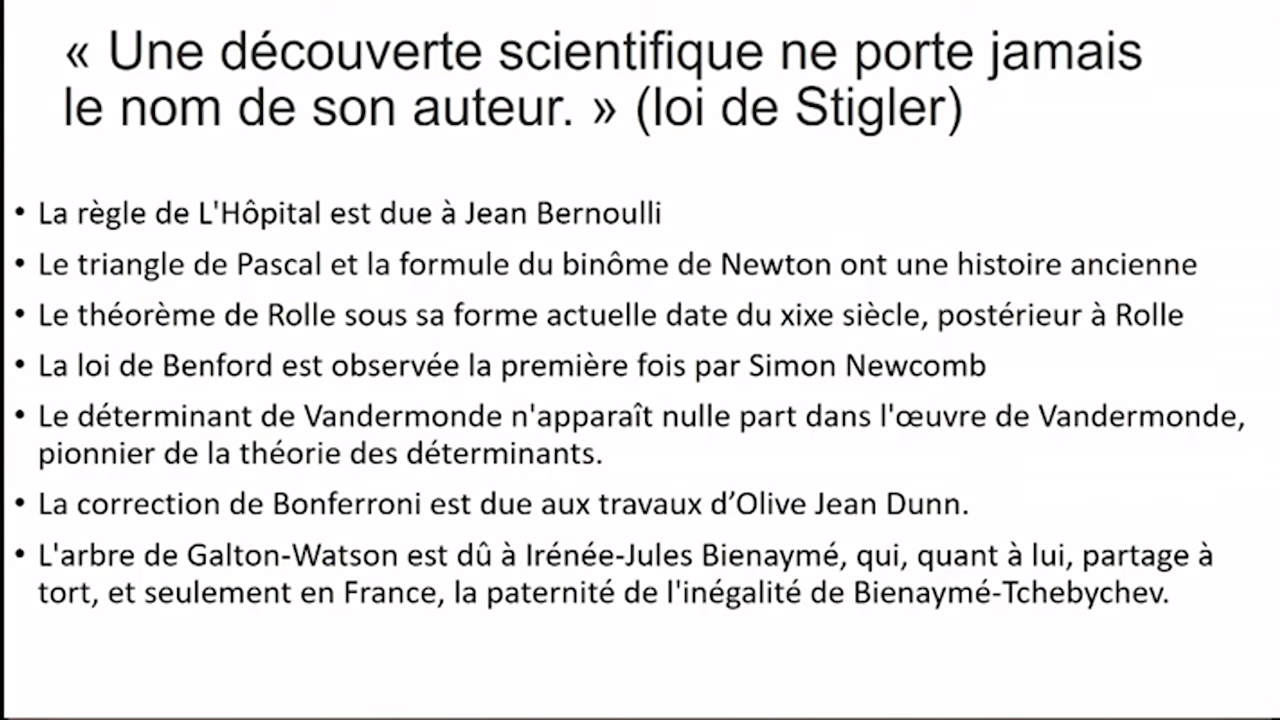 « Une découverte scientifique ne porte jamais
le nom de son auteur. » (loi de Stigler)
• La règle de L'Hôpital est due à Jean Bernoulli
• Le triangle de Pascal et la formule du binôme de Newton ont une histoire ancienne
• Le théorème de Rolle sous sa forme actuelle date du xixe siècle, postérieur à Rolle
• La loi de Benford est observée la première fois par Simon Newcomb
• Le déterminant de Vandermonde n'apparaît nulle part dans l'œuvre de Vandermonde,
pionnier de la théorie des déterminants.
• La correction de Bonferroni est due aux travaux d’Olive Jean Dunn.
• L'arbre de Galton-Watson est dû à Irénée-Jules Bienaymé, qui, quant à lui, partage à
tort, et seulement en France, la paternité de l'inégalité de Bienaymé-Tchebychev.